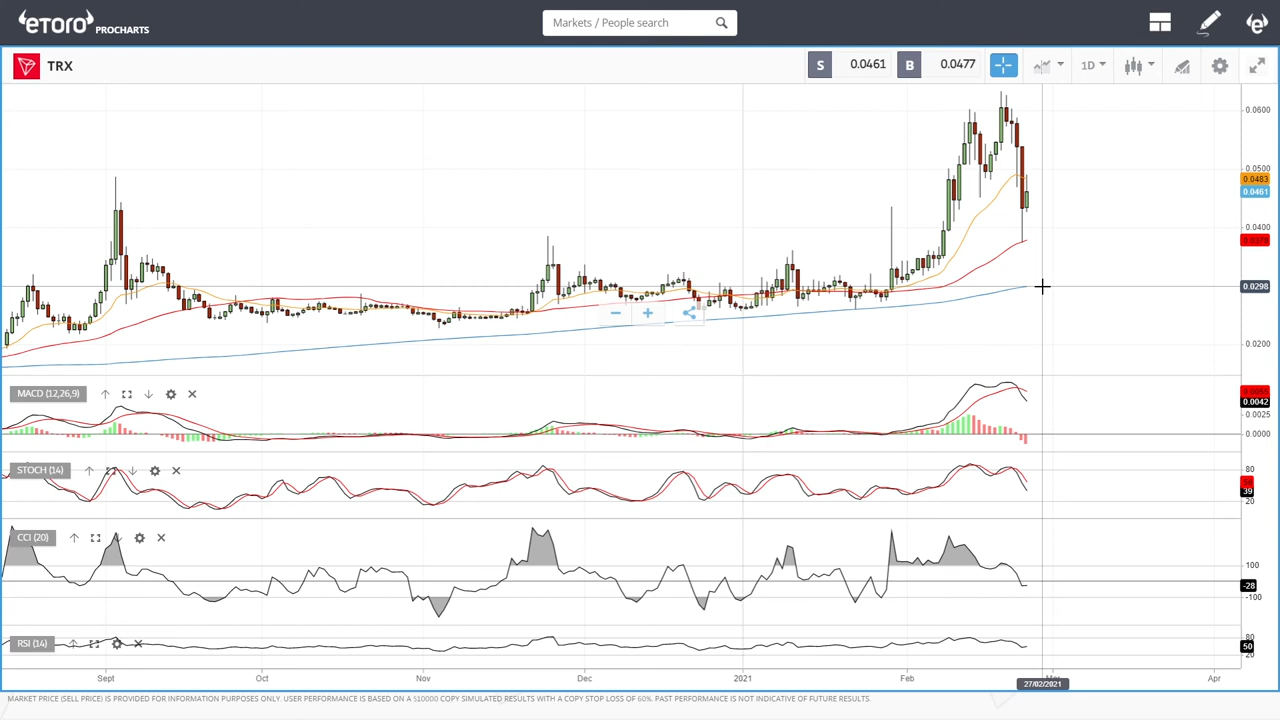 eTORO PROCHARTS
Markets / People search
TRX
S 0.0461 B 0.0477
1D
0.0600
0.0500
0.0483
0.0461
0.0400
0.0298
0.0200
MACD (12,26,9)
0.0042
0.0025
0.0000
STOCH (14)
80
39
20
CCI (20)
100
-28
-100
RSI (14)
80
50
20
Sept Oct Nov Dec 2021 Feb Apr
27/02/2021
MARKET PRICE (SELL PRICE) IS PROVIDED FOR INFORMATION PURPOSES ONLY. USER PERFORMANCE IS BASED ON A $10000 COPY SIMULATED RESULTS WITH A COPY STOP LOSS OF 60%. PAST PERFORMANCE IS NOT INDICATIVE OF FUTURE RESULTS.